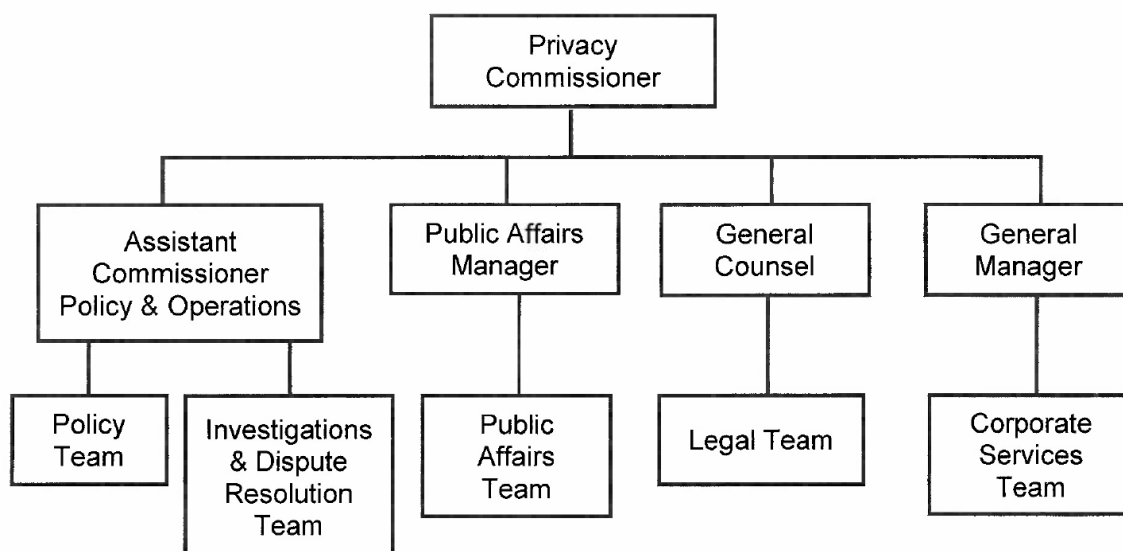 Privacy
Commissioner
Assistant
Commissioner
Policy & Operations
Public Affairs
Manager
General
Counsel
General
Manager
Policy
Team
Investigations
& Dispute
Resolution
Team
Public
Affairs
Team
Legal Team
Corporate
Services
Team